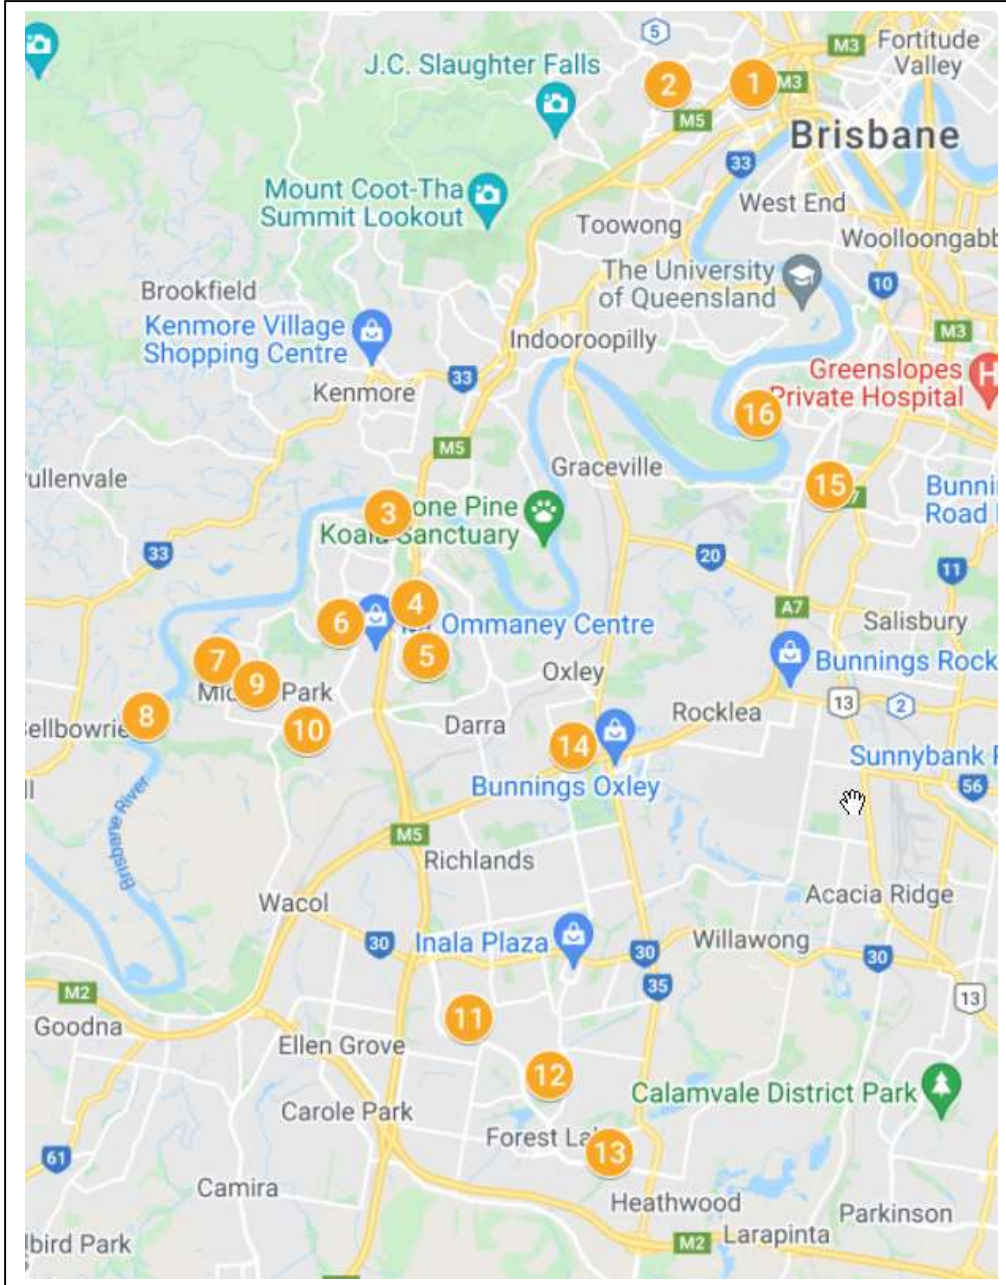 5
M3
Fortitude
Valley
J.C. Slaughter Falls
2
1
M3
M5
Brisbane
33
Mount Coot-Tha
Summit Lookout
West End
Toowong
Woolloongabb
The University
of Queensland
10
Brookfield
Kenmore Village
Shopping Centre
Indooroopilly
M3
Greenslopes
Private Hospital
H
33
Kenmore
16
M5
Graceville
ullenvale
15
7
Bunni
Road
3
one Pine
Koala Sanctuary
33
20
11
4
A7
6
Ommaney Centre
Salisbury
5
7
Oxley
Bunnings Rock
9
Park
8
ellbowrie
10
Darra
Rocklea
13
2
14
Bunnings Oxley
Sunnybank
56
Brisbane River
M5
Richlands
Wacol
Acacia Ridge
30
Inala Plaza
30
Willawong
30
M2
35
13
Goodna
11
Ellen Grove
12
Calamvale District Park
Carole Park
Forest La
13
61
Camira
Heathwood
Parkinson
lbird Park
M2
Larapinta